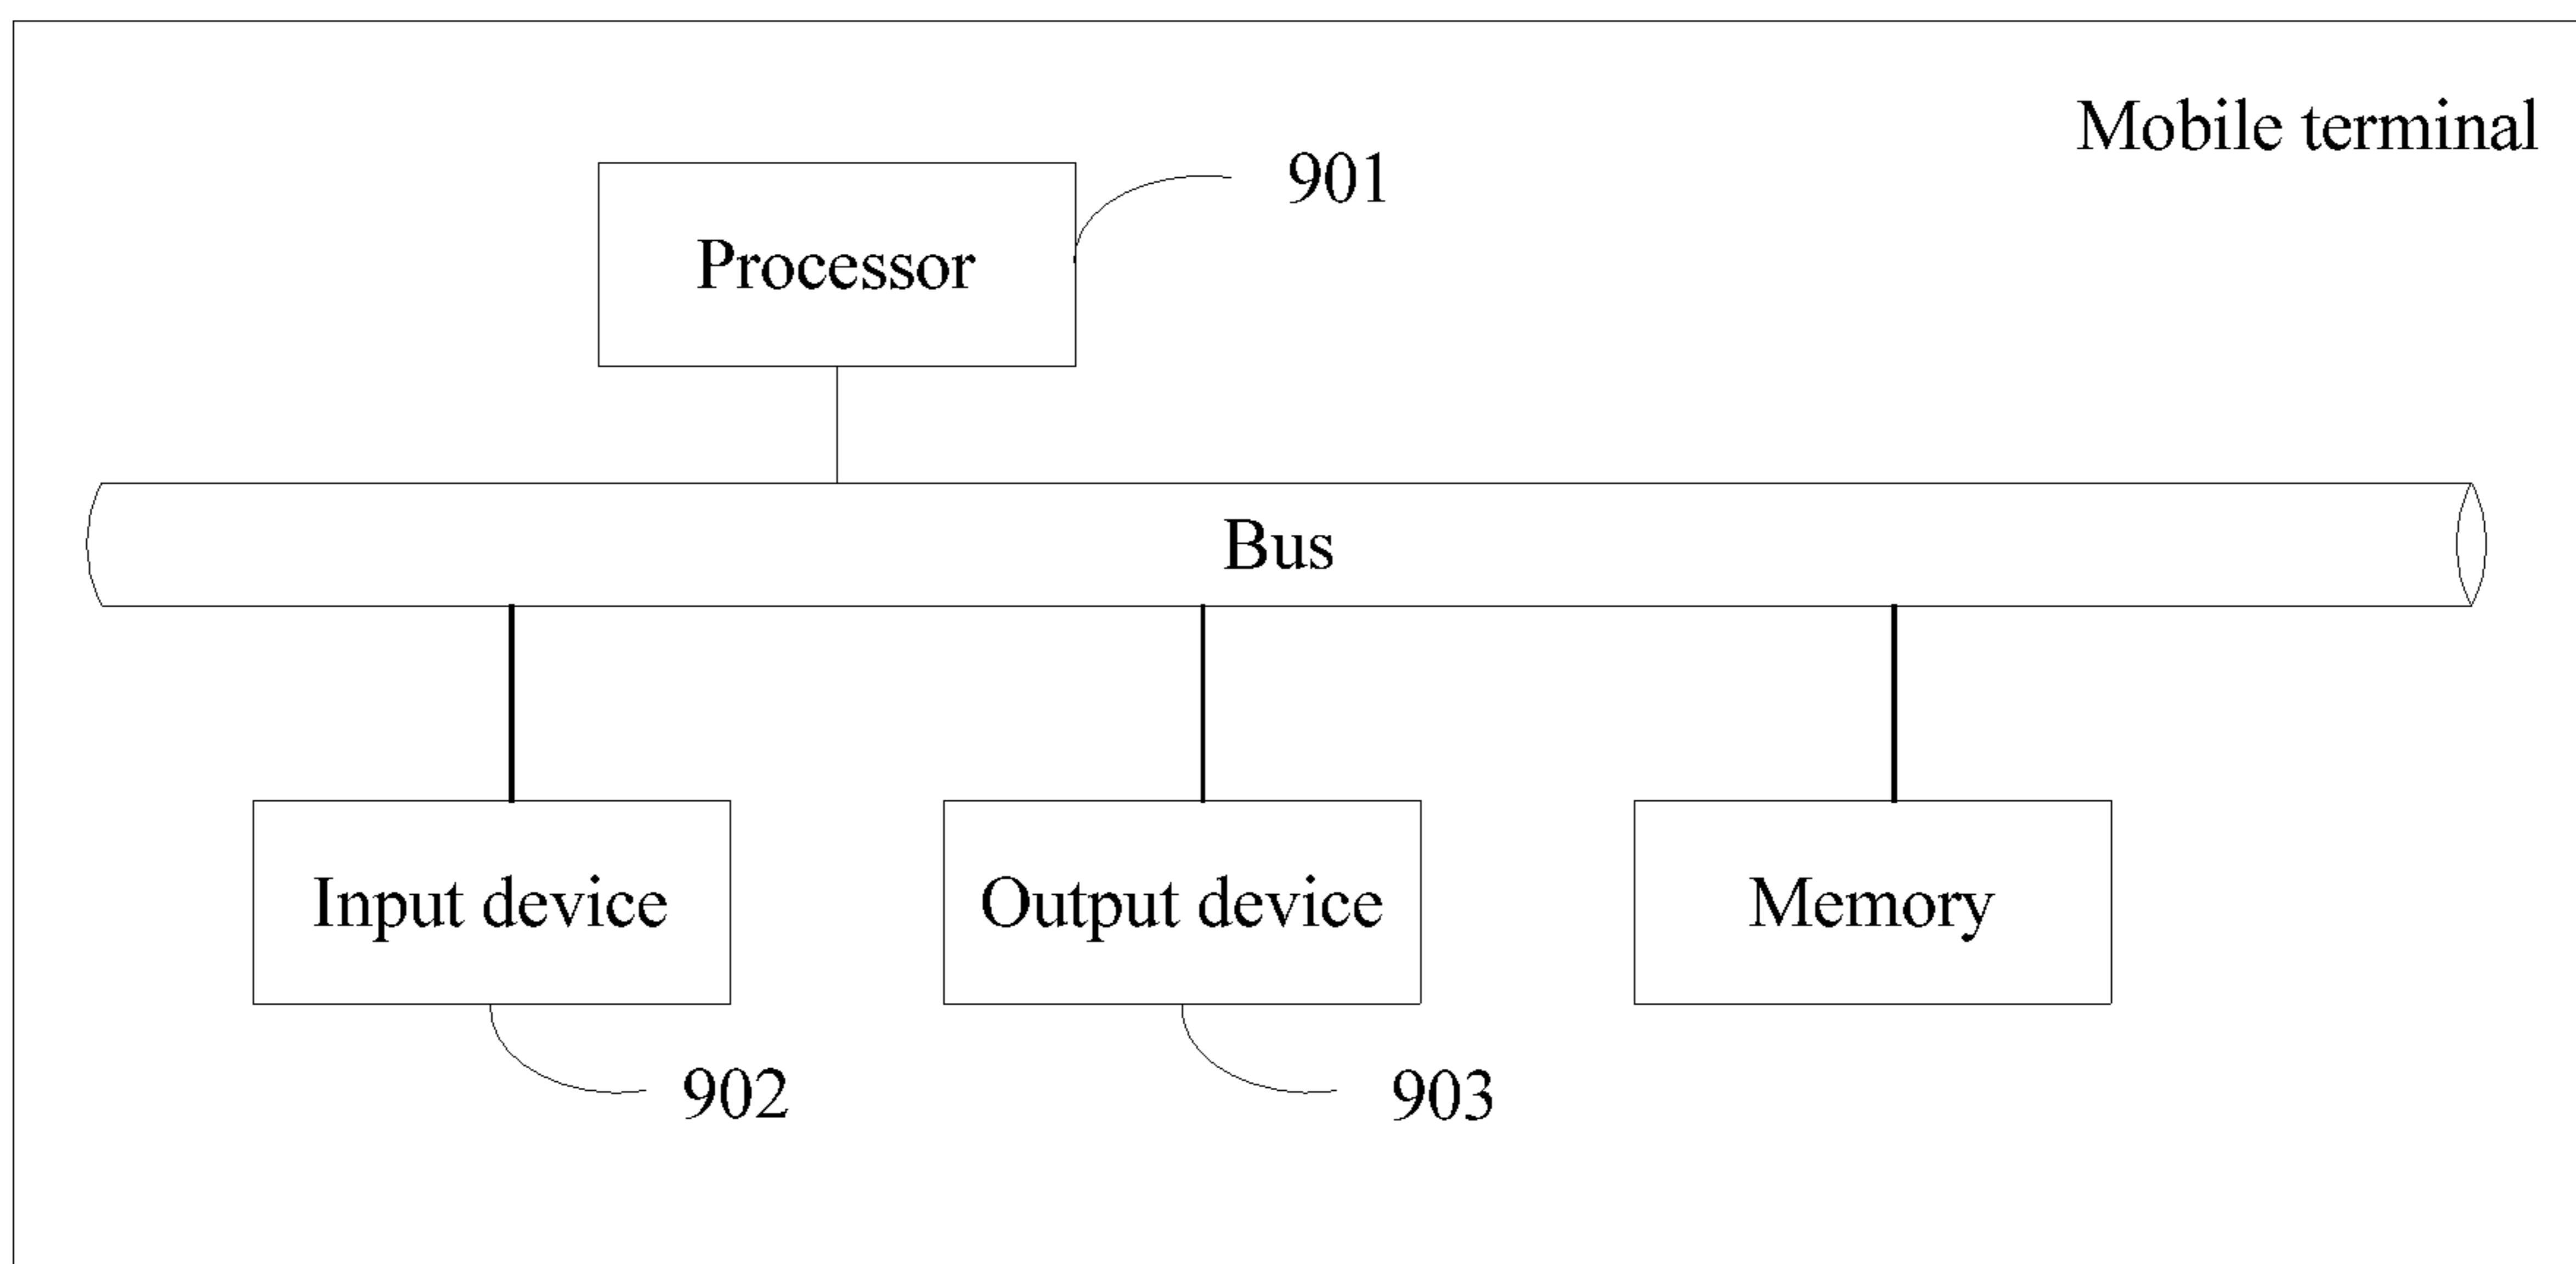 Mobile terminal
901
Processor
Bus
Input device
Output device
Memory
902
903